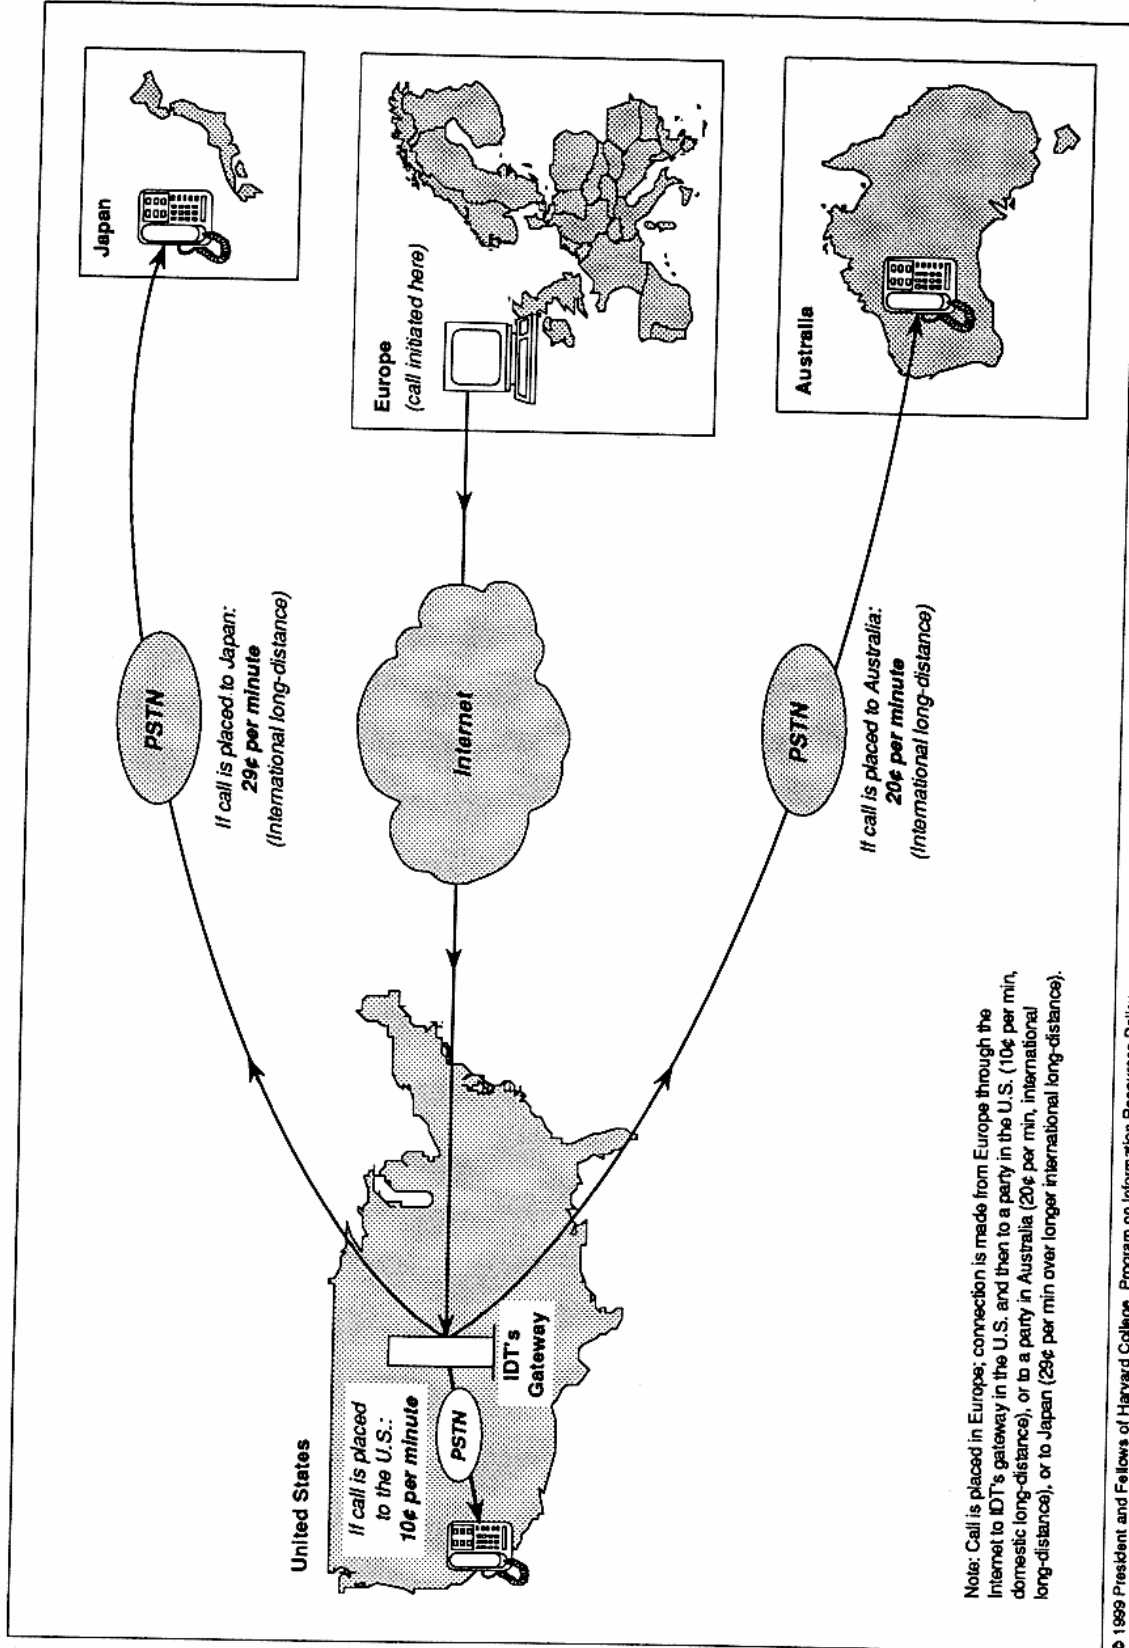 United States
If call is placed
to the U.S.:
10¢ per minute
PSTN
IDT's
Gateway
Internet
PSTN
If call is placed to Japan:
29¢ per minute
(International long-distance)
Japan
Europe
(call initiated here)
PSTN
If call is placed to Australia:
20¢ per minute
(International long-distance)
Australia
Note: Call is placed in Europe; connection is made from Europe through the
Internet to IDT's gateway in the U.S. and then to a party in the U.S. (10¢ per min,
domestic long-distance), or to a party in Australia (20¢ per min, international
long-distance), or to Japan (29¢ per min over longer international long-distance).
© 1999 President and Fellows of Harvard College. Program on Information Resources Policy.